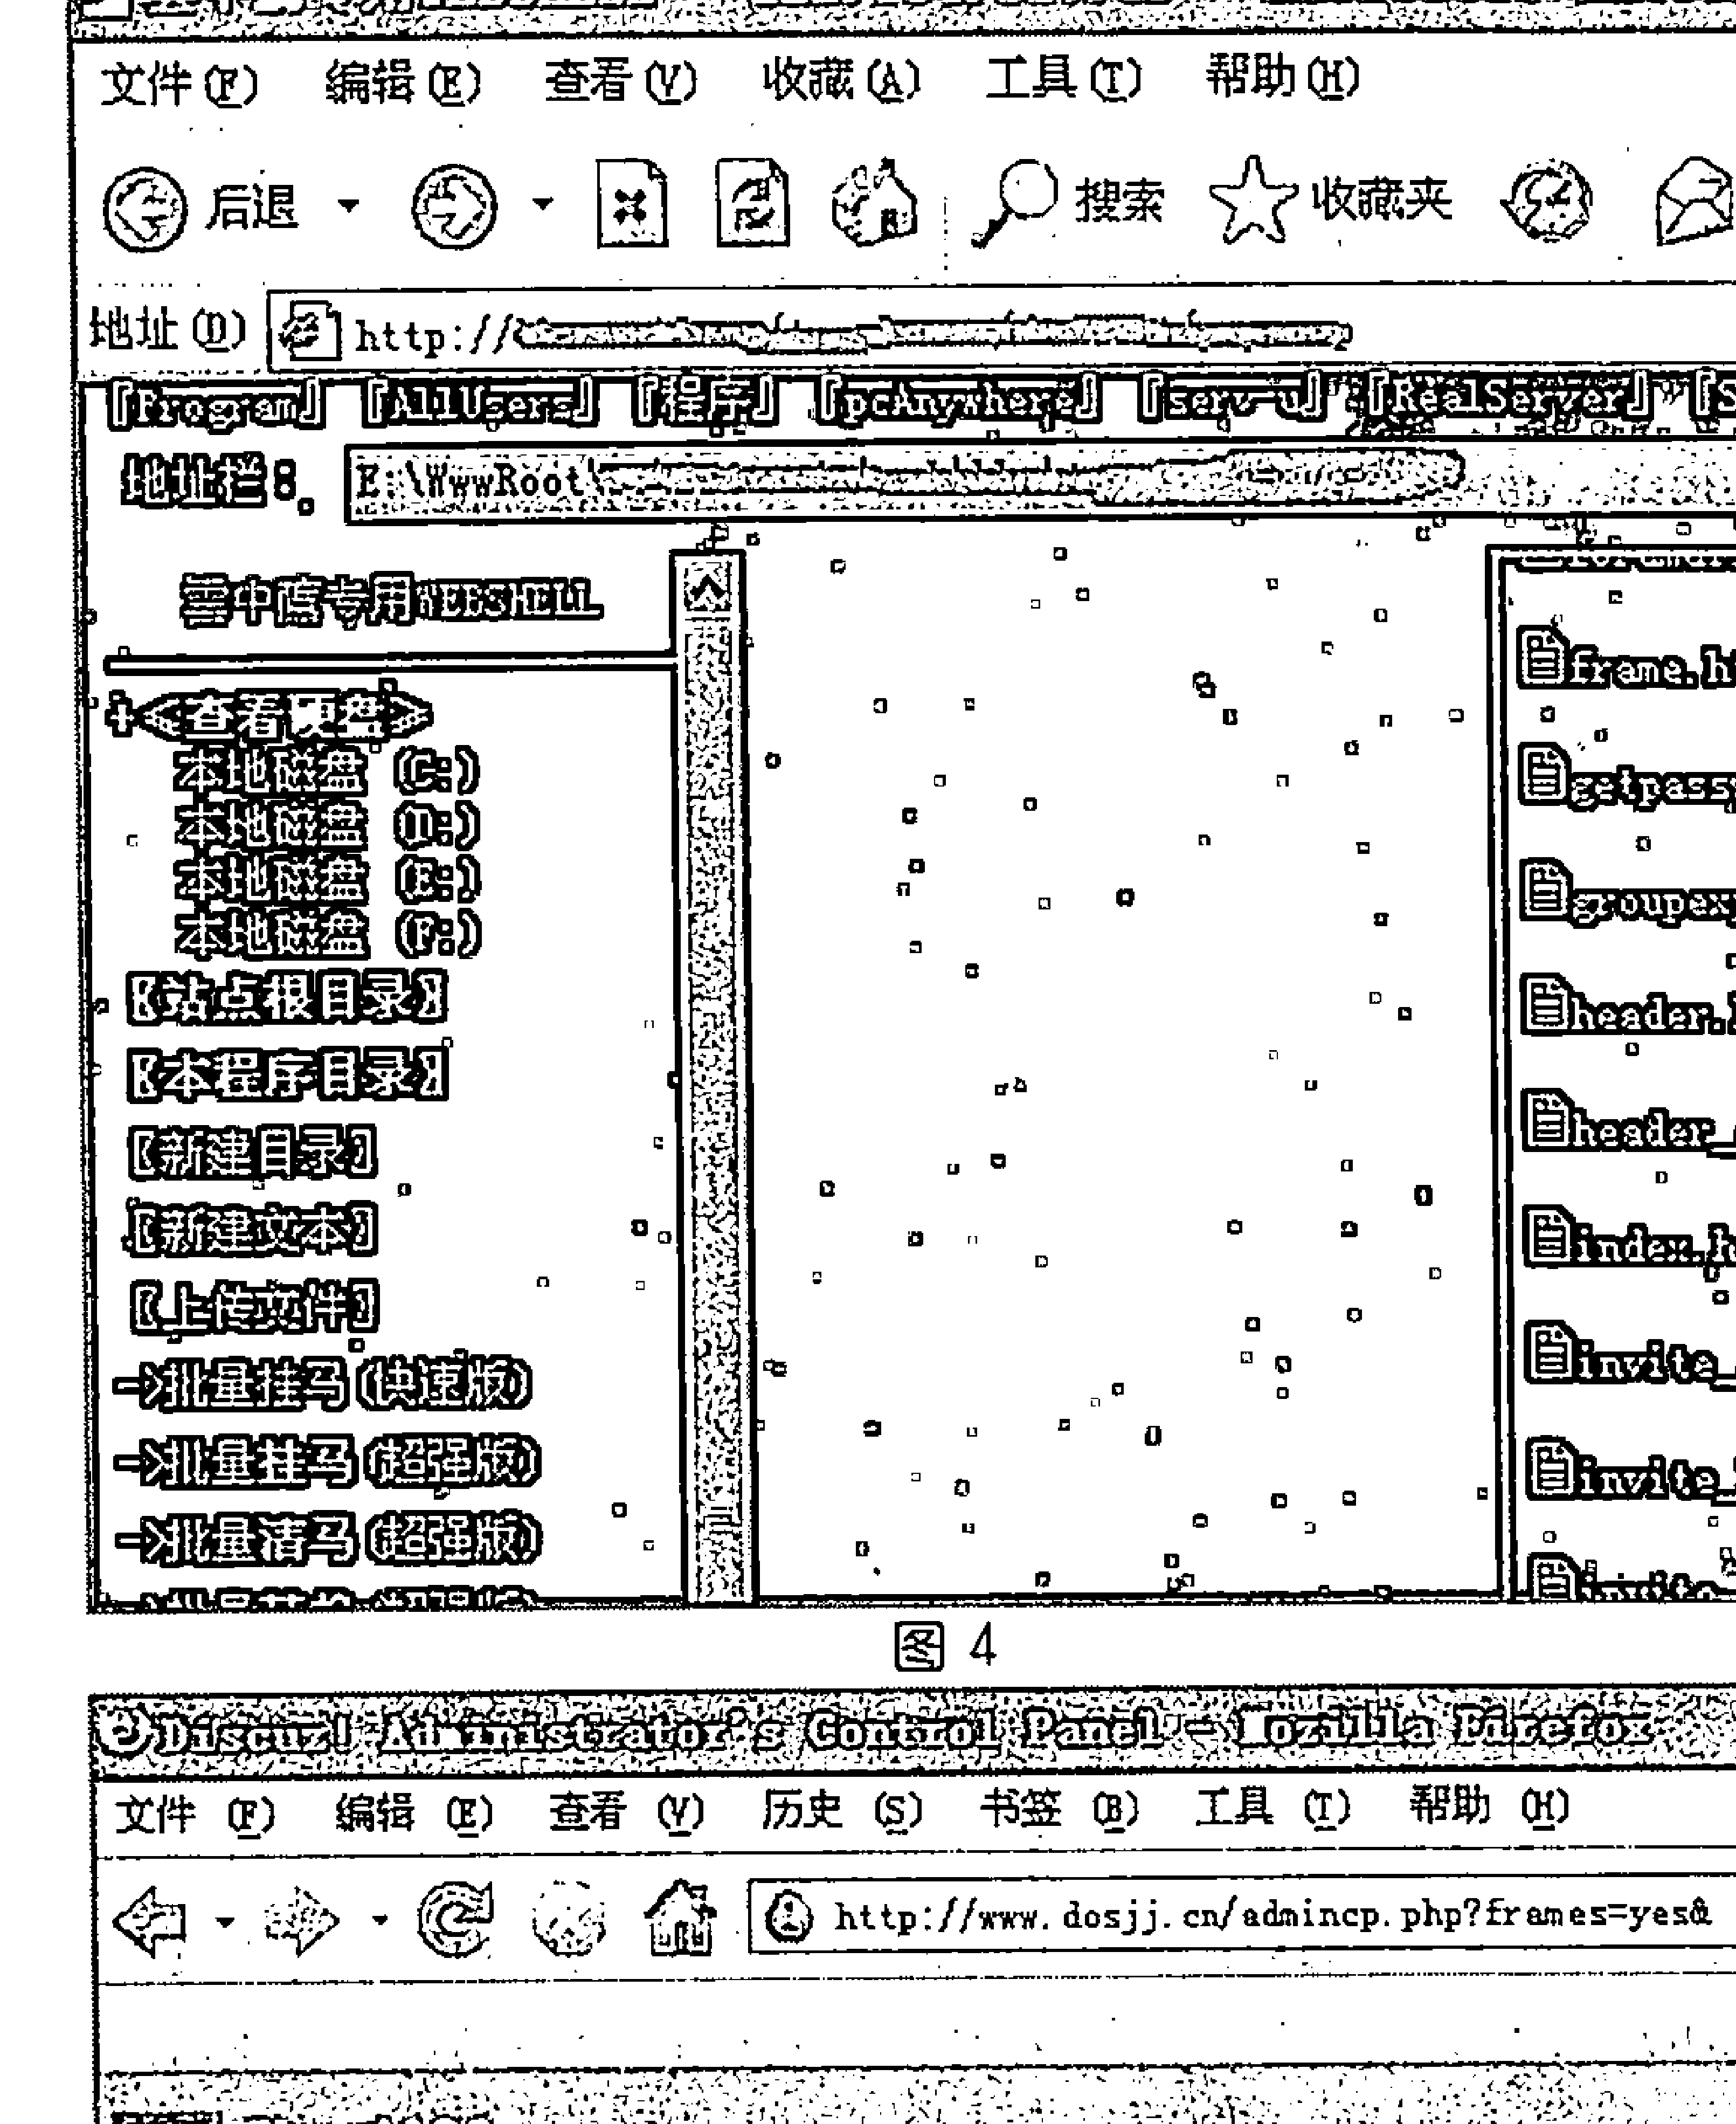 文件(F) 编辑(E) 查看(V) 收藏(A) 工具(T) 帮助(H)
后退 搜索 收藏夹
地址(D) http://
〖Program〗 〖AllUsers〗 〖程序〗 〖pcAnywhere〗 〖serv-u〗 〖RealServer〗
地址栏: E:\WwwRoot\
专用WEBSHELL
frame.h
+<查看硬盘>
本地磁盘 (C:)
getpass
本地磁盘 (D:)
本地磁盘 (E:)
groupex
本地磁盘 (F:)
〖站点根目录〗
header.
〖本程序目录〗
header_
〖新建目录〗
〖新建文本〗
index.h
〖上传文件〗
invite_
->批量挂马(快速版)
->批量挂马(超强版)
invite_
->批量清马(超强版)
invite
图 4
Discuz! Administrator's Control Panel - Mozilla Firefox
文件 (F) 编辑 (E) 查看 (V) 历史 (S) 书签 (B) 工具 (T) 帮助 (H)
http://www.dosjj.cn/admincp.php?frames=yes&